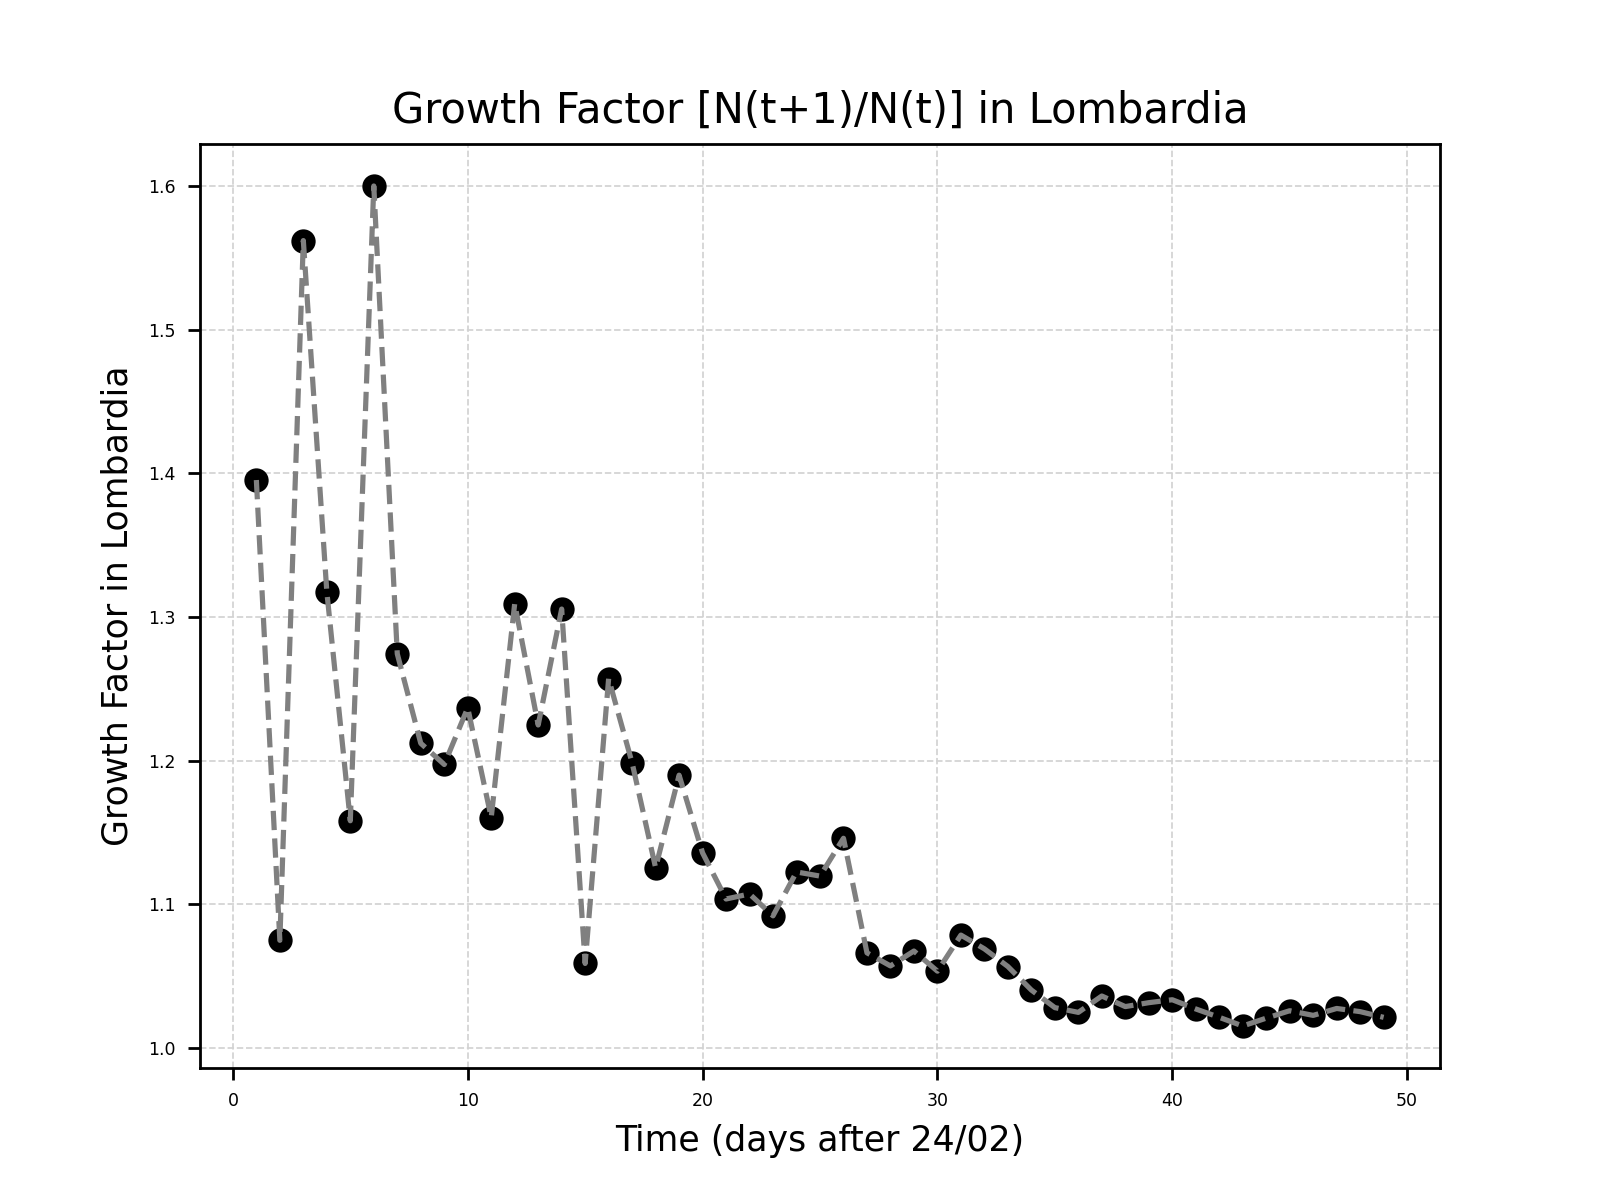 Growth Factor [N(t+1)/N(t)] in Lombardia
Growth Factor in Lombardia
1.6
1.5
1.4
1.3
1.2
1.1
1.0
0 10 20 30 40 50
Time (days after 24/02)